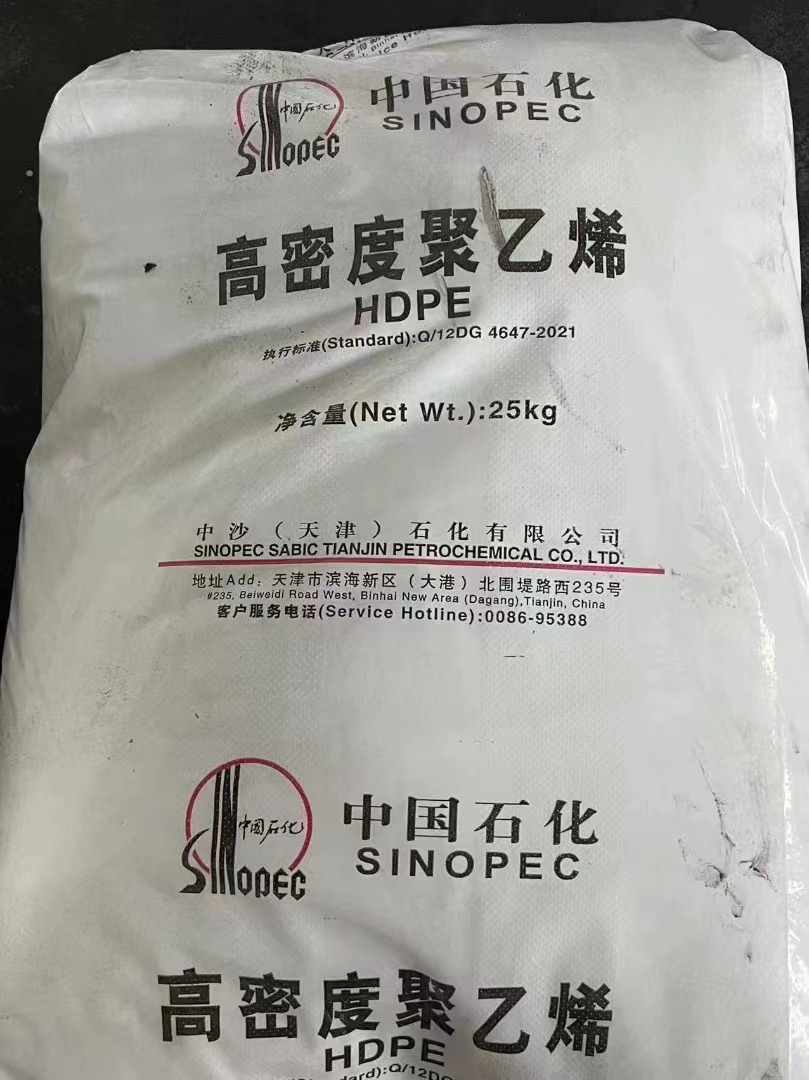 中国石化
SINOPEC
中国石化
SINOPEC
高密度聚乙烯
HDPE
执行标准(Standard):Q/12DG 4647-2021
净含量(Net Wt.):25kg
中沙（天津）石化有限公司
SINOPEC SABIC TIANJIN PETROCHEMICAL CO., LTD.
地址Add：天津市滨海新区（大港）北围堤路西235号
#235, Beiweidi Road West, Binhai New Area (Dagang),Tianjin, China
客户服务电话(Service Hotline):0086-95388
中国石化
SINOPEC
中国石化
SINOPEC
高密度聚乙烯
HDPE